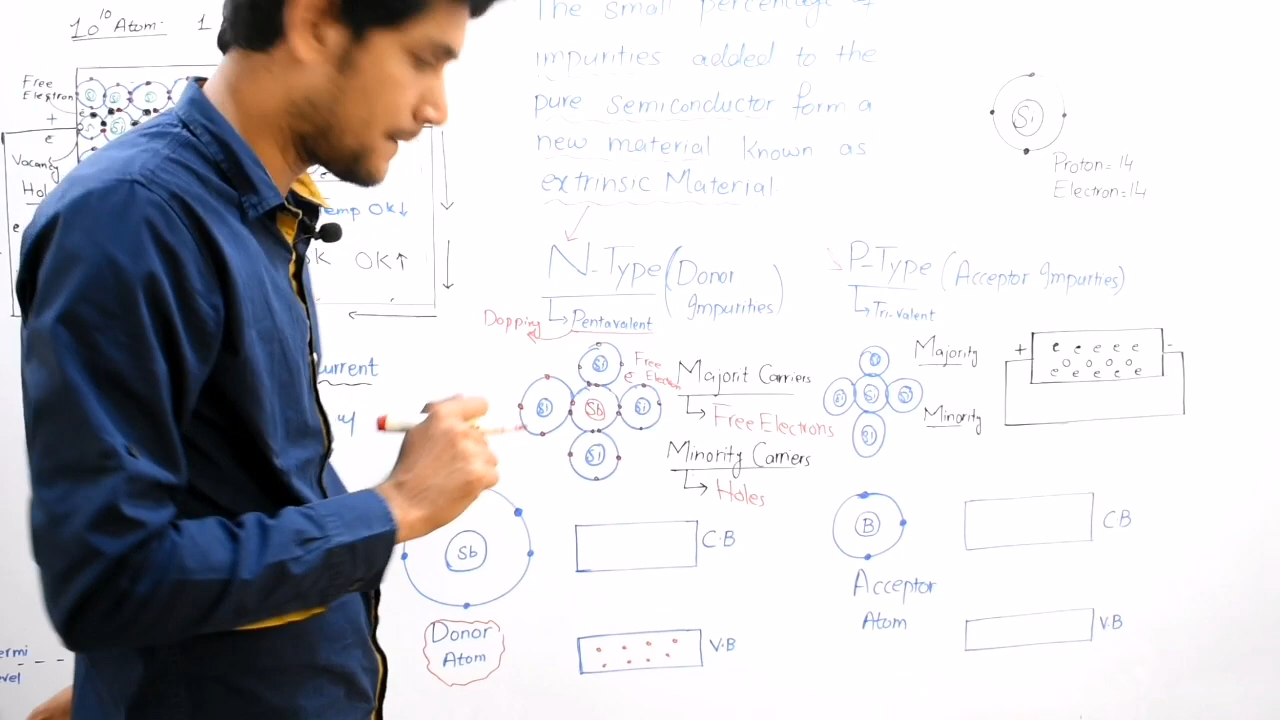 10¹⁰ Atom 1
Free
Electron
+
e
Vacancy
Hol
e
Temp 0k↓
0K↑
urrent
ermi
evel
The small percentage of
impurities added to the
pure semiconductor form a
new material known as
extrinsic Material
N-Type (Donor
Impurities)
Pentavalent
Dopping
Si
Free
e Electron
Si Sb Si
Si
Majorit Carriers
Free Electrons
Minority Carriers
Holes
Sb
Donor
Atom
C·B
V·B
Si
Proton=14
Electron=14
P-Type (Acceptor Impurties)
Tri-valent
Si
Si Si Si
Si
Majority
Minority
+ -
e e e e e
e e e e e
B
Acceptor
Atom
CB
V·B